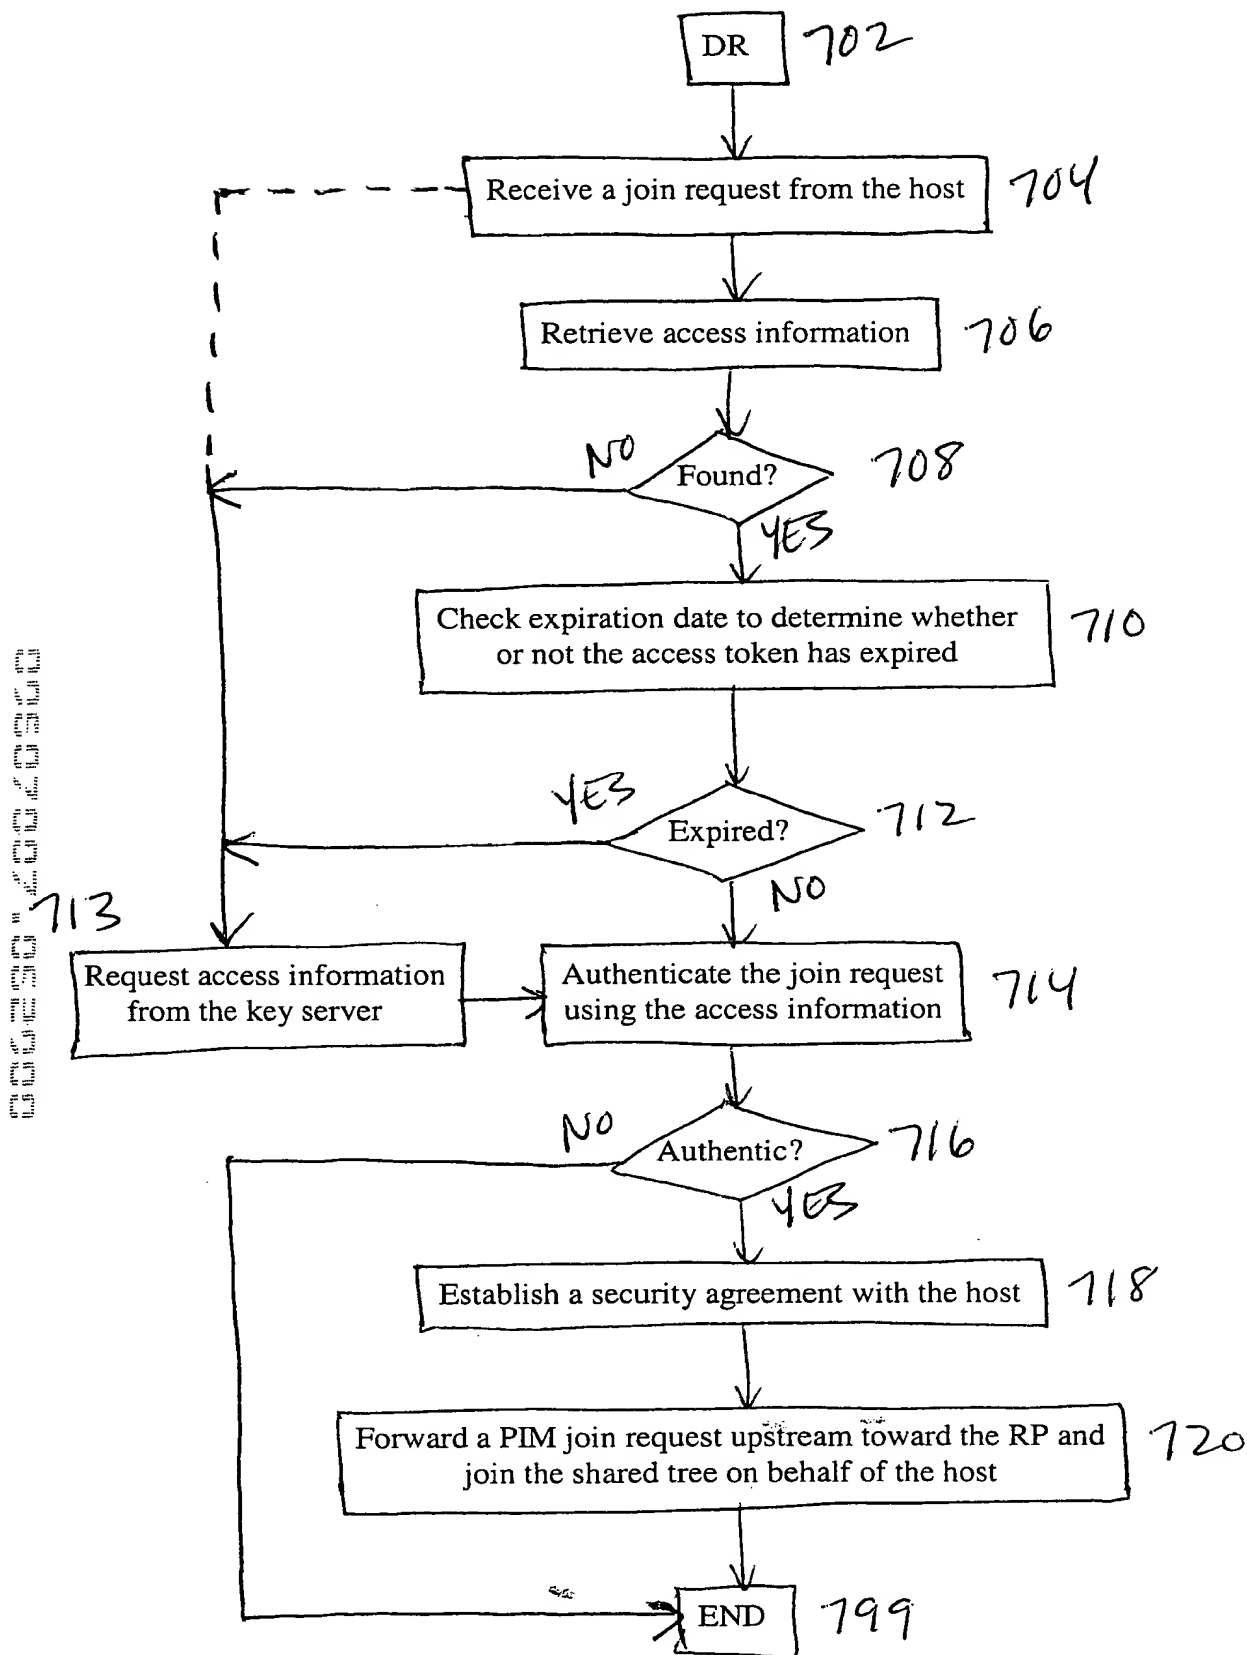 DR 702
Receive a join request from the host 704
Retrieve access information 706
NO Found? 708
YES
Check expiration date to determine whether
or not the access token has expired 710
YES Expired? 712
NO
713
Request access information
from the key server
Authenticate the join request
using the access information 714
NO Authentic? 716
YES
Establish a security agreement with the host 718
Forward a PIM join request upstream toward the RP and
join the shared tree on behalf of the host 720
END 799